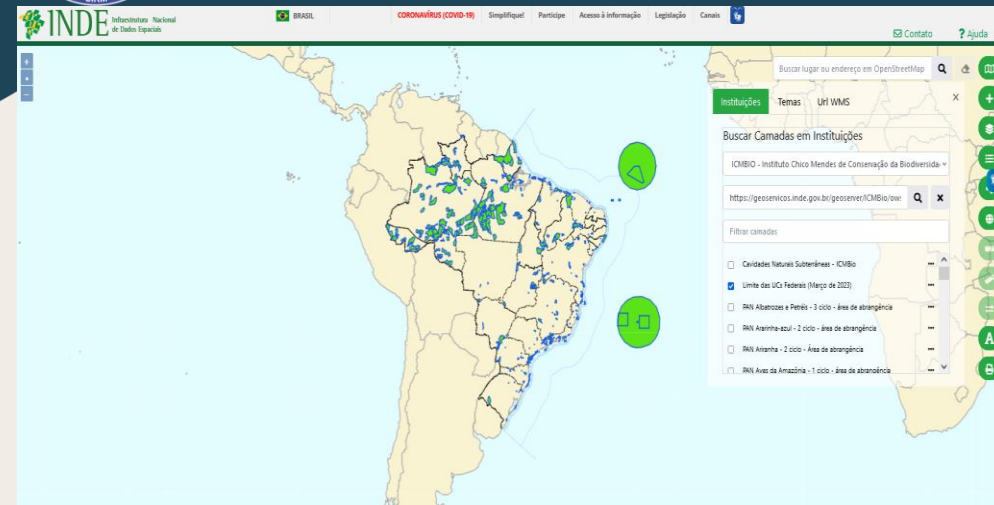 INDE Infraestrutura Nacional
de Dados Espaciais
BRASIL
CORONAVÍRUS (COVID-19) Simplifique! Participe Acesso à informação Legislação Canais
Contato ? Ajuda
Buscar lugar ou endereço em OpenStreetMap
Instituições Temas Url WMS X
Buscar Camadas em Instituições
ICMBIO - Instituto Chico Mendes de Conservação da Biodiversida
https://geoservicos.inde.gov.br/geoserver/ICMBio/ow
Filtrar camadas
Cavidades Naturais Subterrâneas - ICMBio
Limite das UCs Federais (Março de 2023)
PAN Albatrozes e Petréis - 3 ciclo - área de abrangência
PAN Ararinha-azul - 2 ciclo - área de abrangência
PAN Ariranha - 2 ciclo - Área de abrangência
PAN Aves da Amazônia - 1 ciclo - área de abrangência
A